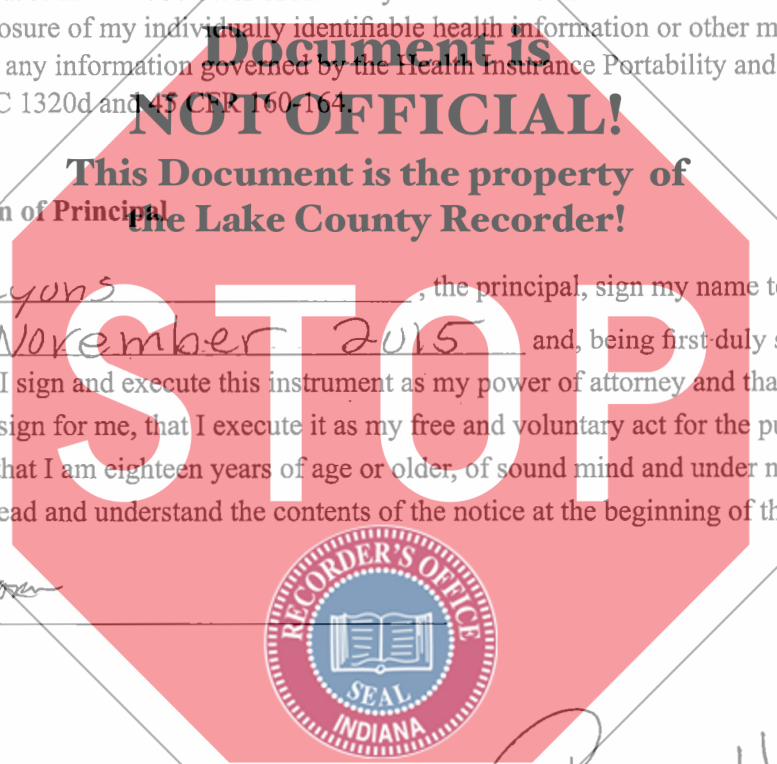 osure of my individually identifiable health information or other m
Document is
any information governed by the Health Insurance Portability and
C 1320d and 45 CFR 160-164.
NOT OFFICIAL!
This Document is the property of
n of Principal
the Lake County Recorder!
yons , the principal, sign my name to
November 2015 and, being first duly s
I sign and execute this instrument as my power of attorney and tha
sign for me, that I execute it as my free and voluntary act for the pu
that I am eighteen years of age or older, of sound mind and under n
ead and understand the contents of the notice at the beginning of th
STOP
RECORDER'S OFFICE
SEAL
INDIANA